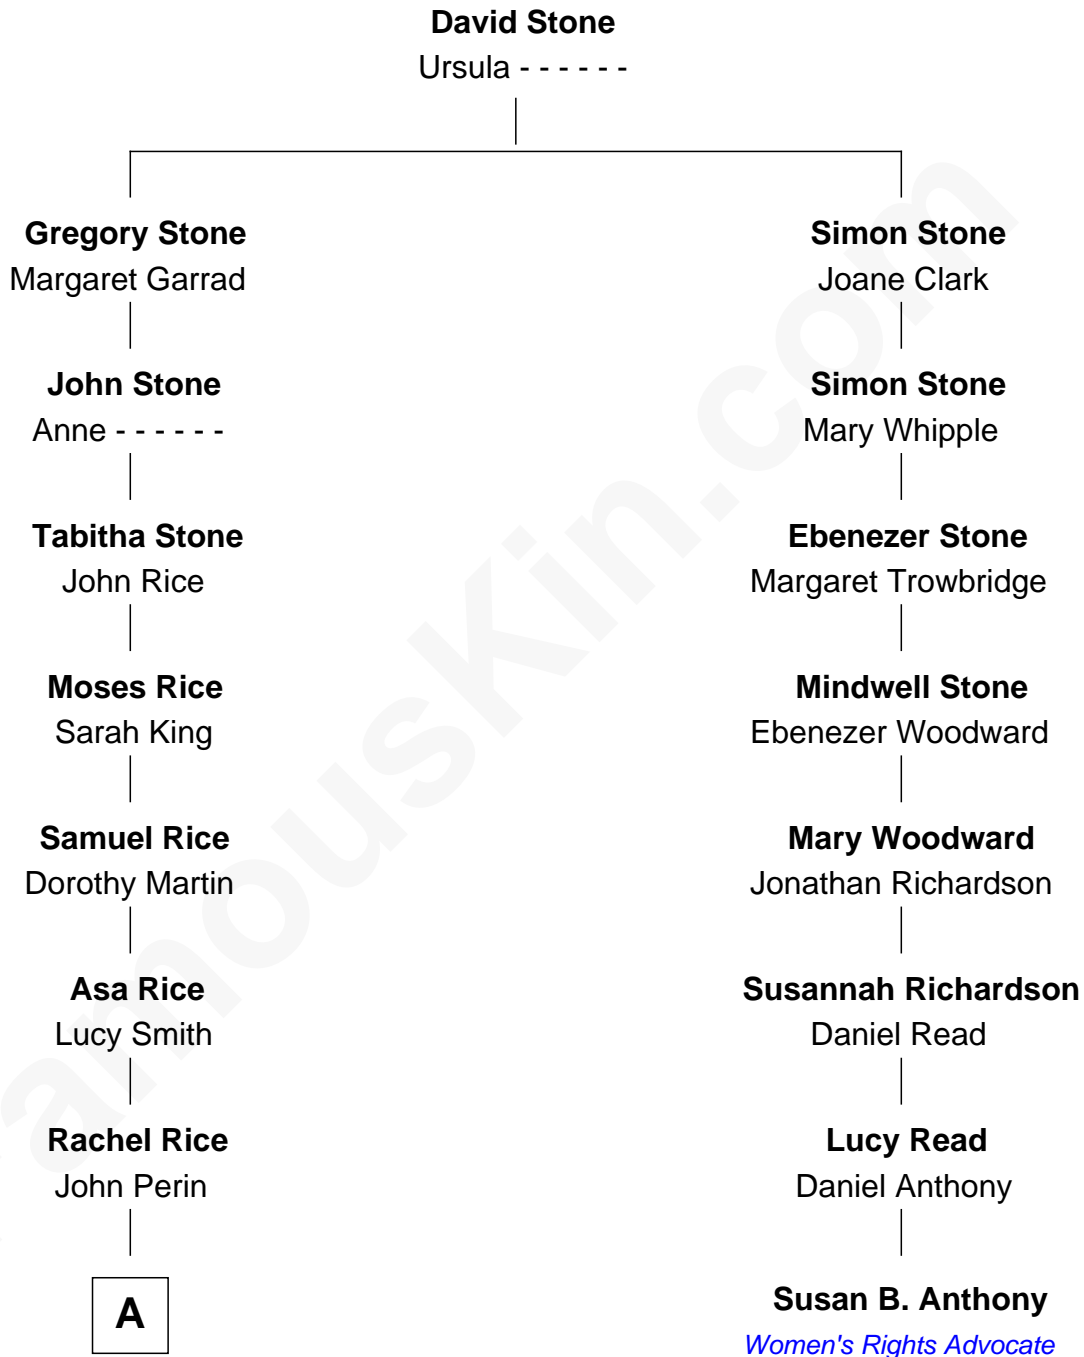 David Stone
Ursula - - - - - -
Gregory Stone
Margaret Garrad
Simon Stone
Joane Clark
John Stone
Anne - - - - - -
Simon Stone
Mary Whipple
Tabitha Stone
John Rice
Ebenezer Stone
Margaret Trowbridge
Moses Rice
Sarah King
Mindwell Stone
Ebenezer Woodward
Samuel Rice
Dorothy Martin
Mary Woodward
Jonathan Richardson
Asa Rice
Lucy Smith
Susannah Richardson
Daniel Read
Rachel Rice
John Perin
Lucy Read
Daniel Anthony
A
Susan B. Anthony
Women's Rights Advocate
amouskin.com